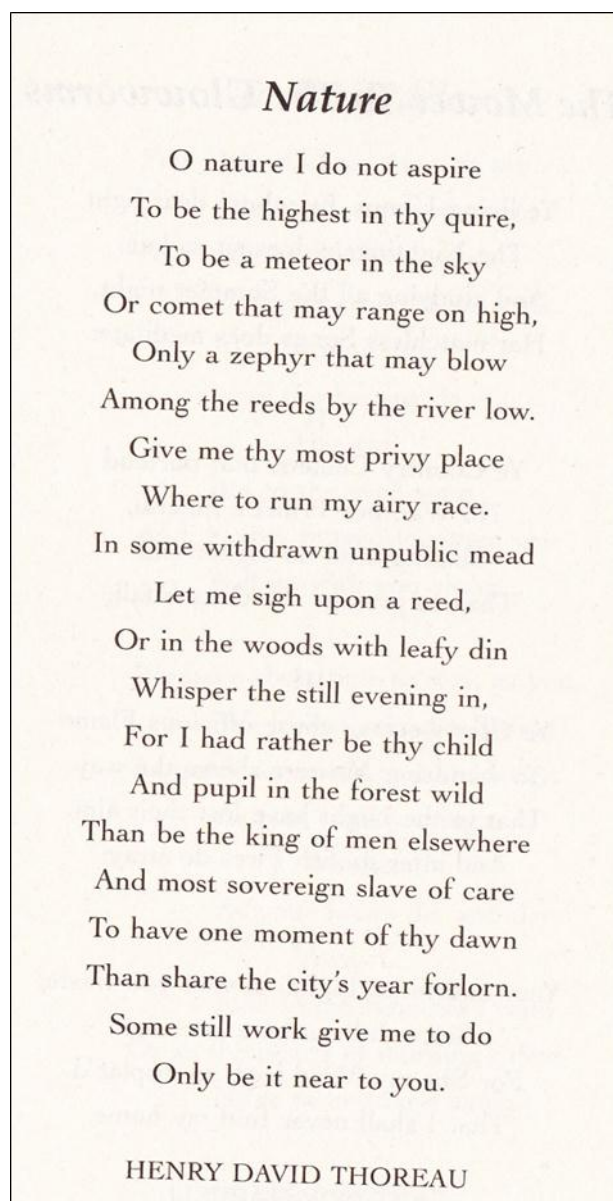 Nature
O nature I do not aspire
To be the highest in thy quire,
To be a meteor in the sky
Or comet that may range on high,
Only a zephyr that may blow
Among the reeds by the river low.
Give me thy most privy place
Where to run my airy race.
In some withdrawn unpublic mead
Let me sigh upon a reed,
Or in the woods with leafy din
Whisper the still evening in,
For I had rather be thy child
And pupil in the forest wild
Than be the king of men elsewhere
And most sovereign slave of care
To have one moment of thy dawn
Than share the city's year forlorn.
Some still work give me to do
Only be it near to you.
HENRY DAVID THOREAU